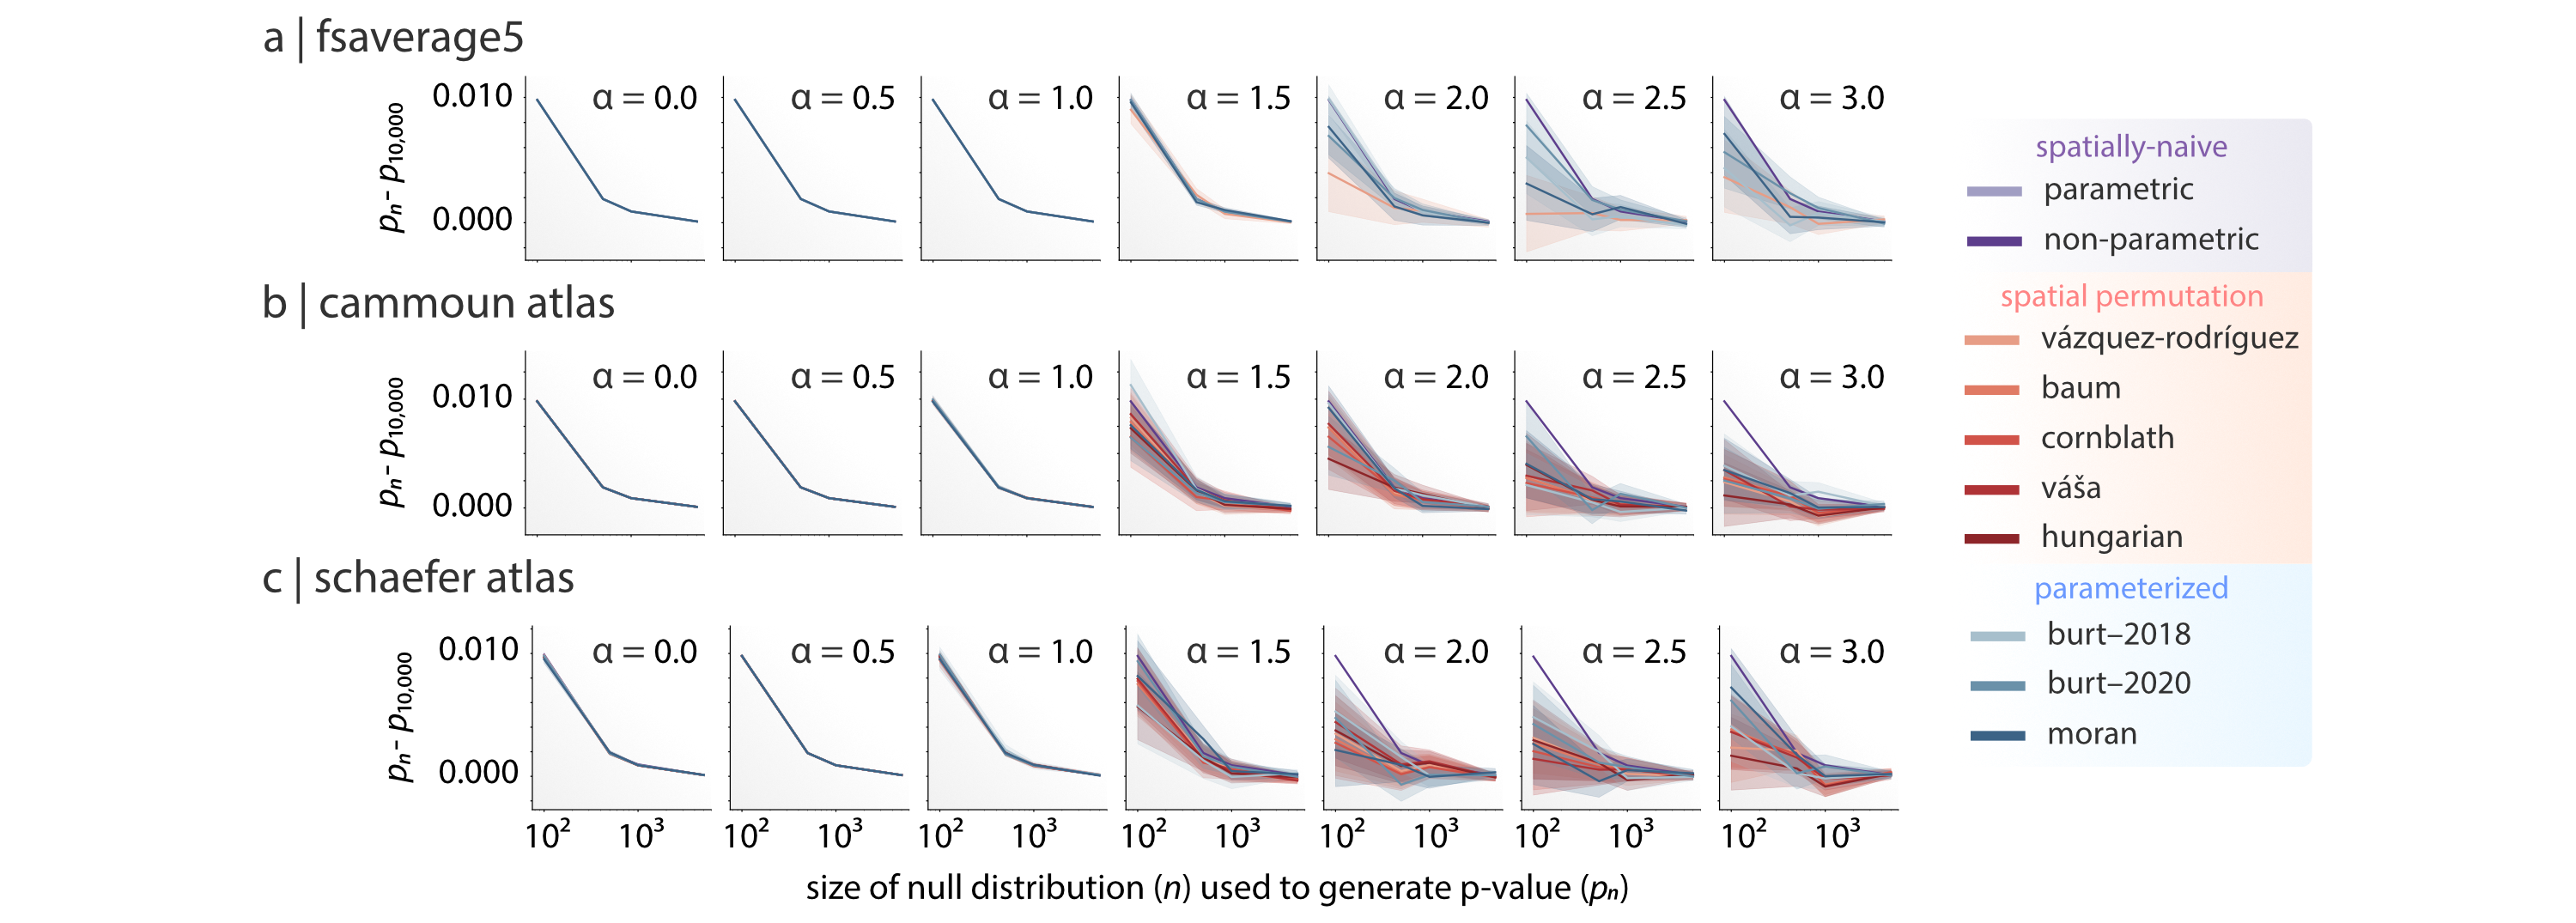 a | fsaverage5
pn - p10,000
0.010
0.000
α = 0.0
α = 0.5
α = 1.0
α = 1.5
α = 2.0
α = 2.5
α = 3.0
b | cammoun atlas
pn - p10,000
0.010
0.000
α = 0.0
α = 0.5
α = 1.0
α = 1.5
α = 2.0
α = 2.5
α = 3.0
c | schaefer atlas
pn - p10,000
0.010
0.000
α = 0.0
α = 0.5
α = 1.0
α = 1.5
α = 2.0
α = 2.5
α = 3.0
10² 10³
10² 10³
10² 10³
10² 10³
10² 10³
10² 10³
10² 10³
size of null distribution (n) used to generate p-value (pn)
spatially-naive
parametric
non-parametric
spatial permutation
vázquez-rodríguez
baum
cornblath
váša
hungarian
parameterized
burt–2018
burt–2020
moran